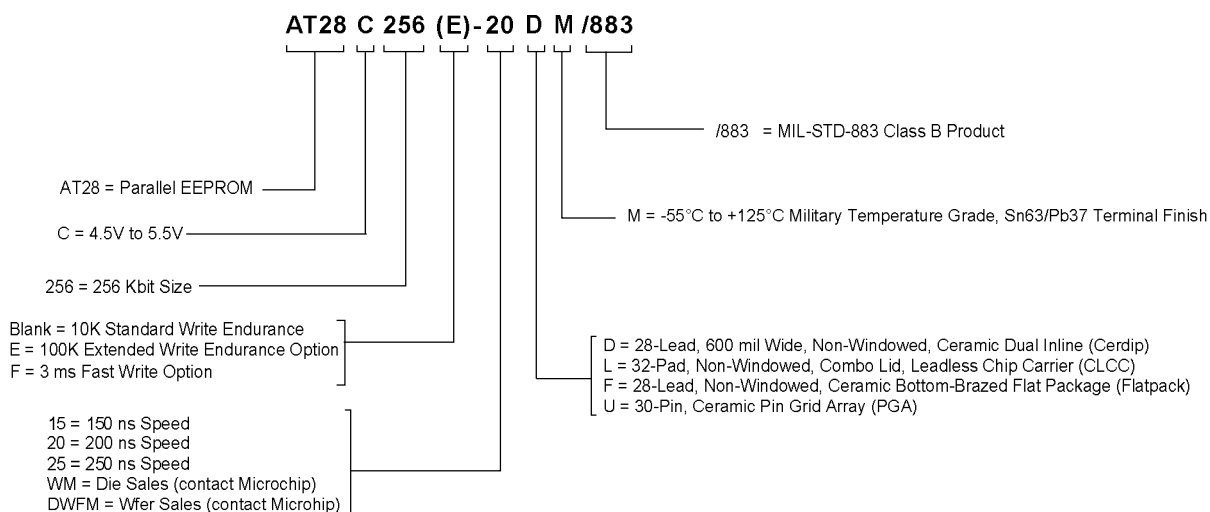 AT28 C 256 (E)-20 D M /883
/883 = MIL-STD-883 Class B Product
AT28 = Parallel EEPROM
M = -55°C to +125°C Military Temperature Grade, Sn63/Pb37 Terminal Finish
C = 4.5V to 5.5V
256 = 256 Kbit Size
Blank = 10K Standard Write Endurance
E = 100K Extended Write Endurance Option
F = 3 ms Fast Write Option
D = 28-Lead, 600 mil Wide, Non-Windowed, Ceramic Dual Inline (Cerdip)
L = 32-Pad, Non-Windowed, Combo Lid, Leadless Chip Carrier (CLCC)
F = 28-Lead, Non-Windowed, Ceramic Bottom-Brazed Flat Package (Flatpack)
U = 30-Pin, Ceramic Pin Grid Array (PGA)
15 = 150 ns Speed
20 = 200 ns Speed
25 = 250 ns Speed
WM = Die Sales (contact Microchip)
DWFM = Wfer Sales (contact Microhip)